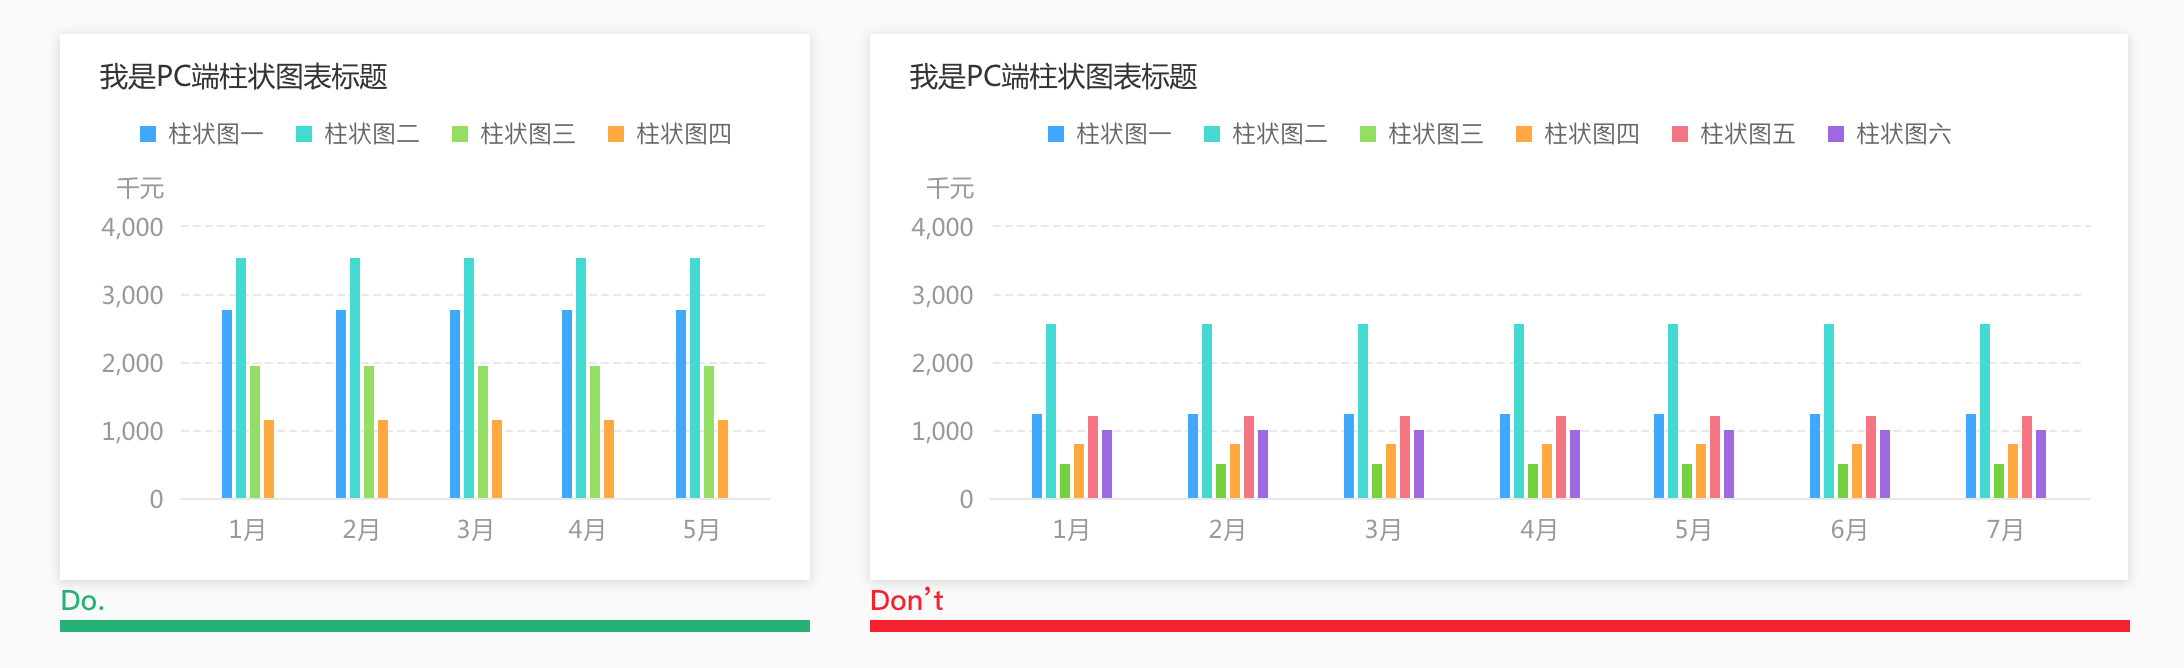 我是PC端柱状图表标题
柱状图一 柱状图二 柱状图三 柱状图四
千元
4,000
3,000
2,000
1,000
0
1月 2月 3月 4月 5月
Do.
我是PC端柱状图表标题
柱状图一 柱状图二 柱状图三 柱状图四 柱状图五 柱状图六
千元
4,000
3,000
2,000
1,000
0
1月 2月 3月 4月 5月 6月 7月
Don’t